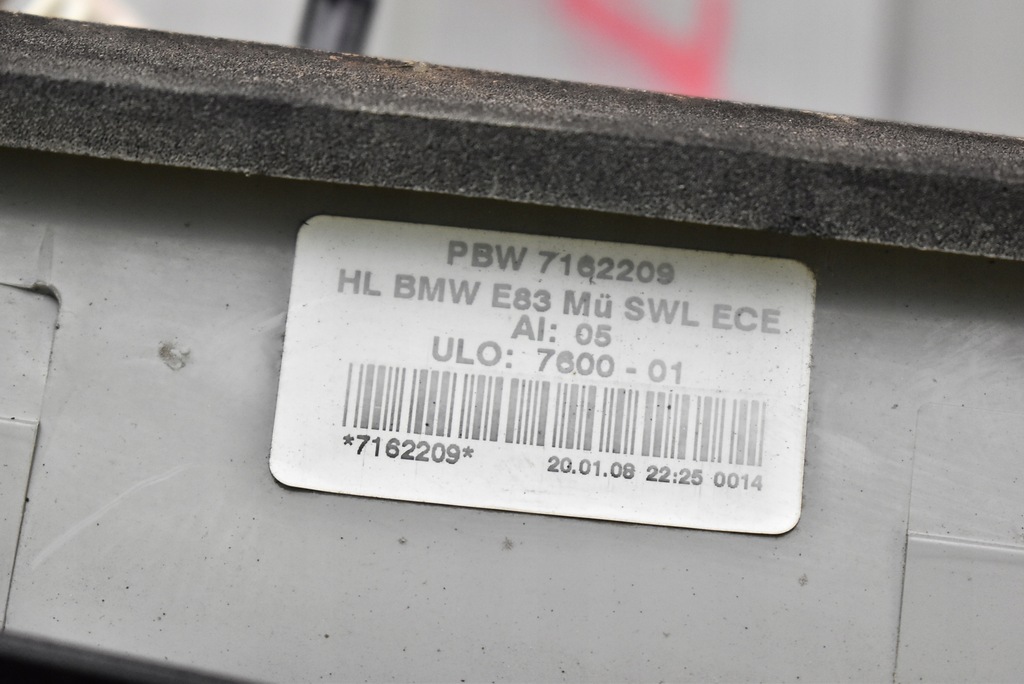 PBW 7162209
HL BMW E83 Mü SWL ECE
AI: 05
ULO: 7600 - 01
*7162209*
20.01.08 22:25 0014